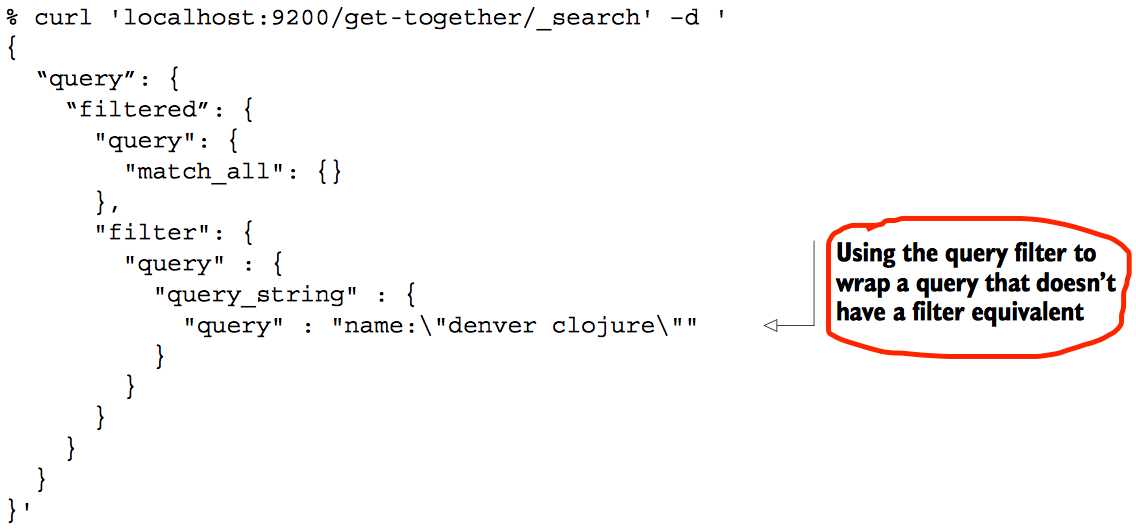 % curl 'localhost:9200/get-together/_search' -d '
{
  “query”: {
    “filtered”: {
      "query": {
        "match_all": {}
      },
      "filter": {
        "query" : {
          "query_string" : {
            "query" : "name:\"denver clojure\""
          }
        }
      }
    }
  }
}'
Using the query filter to
wrap a query that doesn’t
have a filter equivalent